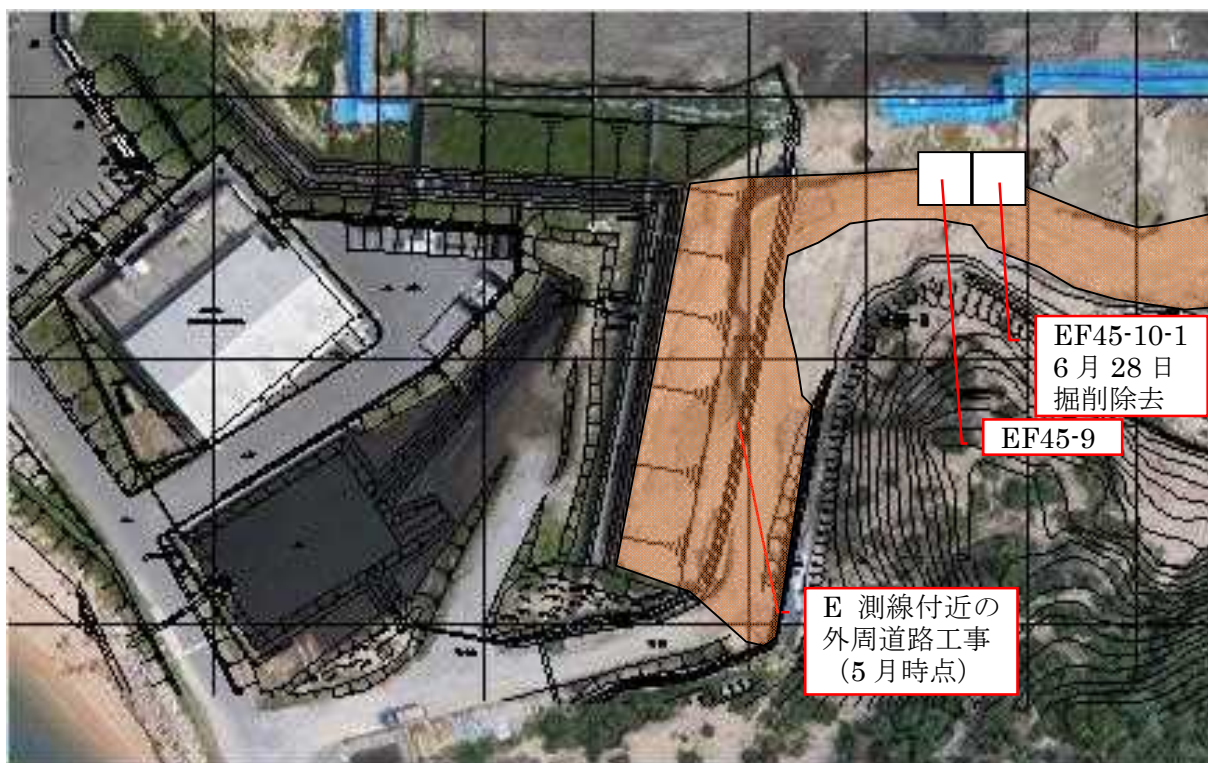 EF45-10-1
6 月 28 日
掘削除去
EF45-9
E 測線付近の
外周道路工事
（5 月時点）